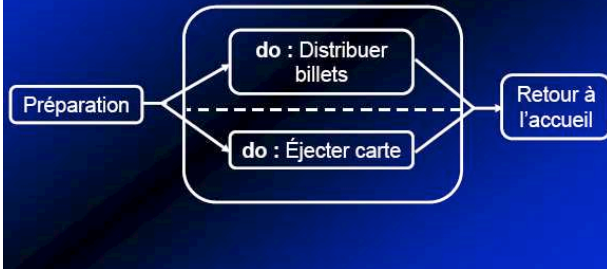 Préparation
do : Distribuer
billets
do : Éjecter carte
Retour à
l'accueil